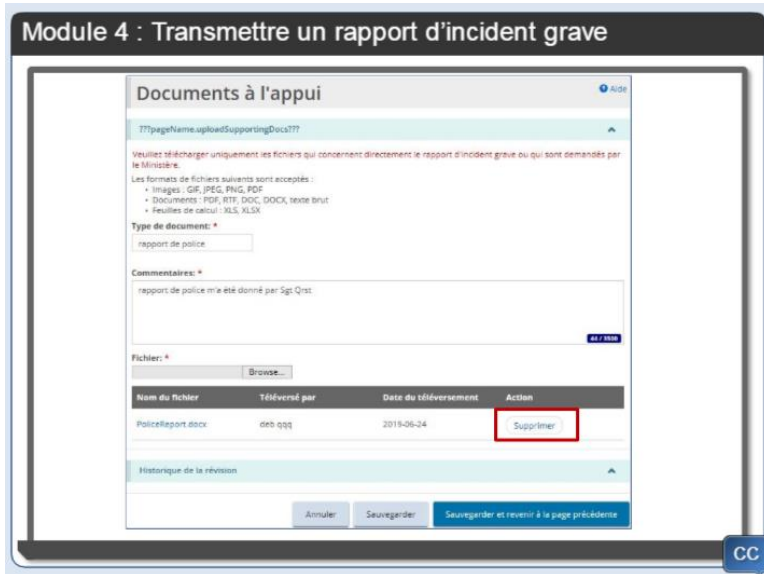 Module 4 : Transmettre un rapport d'incident grave
Documents à l'appui
Aide
???pageName.uploadSupportingDocs???
Veuillez télécharger uniquement les fichiers qui concernent directement le rapport d'incident grave ou qui sont demandés par
le Ministère.
Les formats de fichiers suivants sont acceptés :
• Images : GIF, JPEG, PNG, PDF
• Documents : PDF, RTF, DOC, DOCX, texte brut
• Feuilles de calcul : XLS, XLSX
Type de document: *
rapport de police
Commentaires: *
rapport de police m'a été donné par Sgt Qrst
44 / 3500
Fichier: *
Browse...
Nom du fichier Téléversé par Date du téléversement Action
PoliceReport.docx deb qqq 2019-06-24 Supprimer
Historique de la révision
Annuler Sauvegarder Sauvegarder et revenir à la page précédente
CC